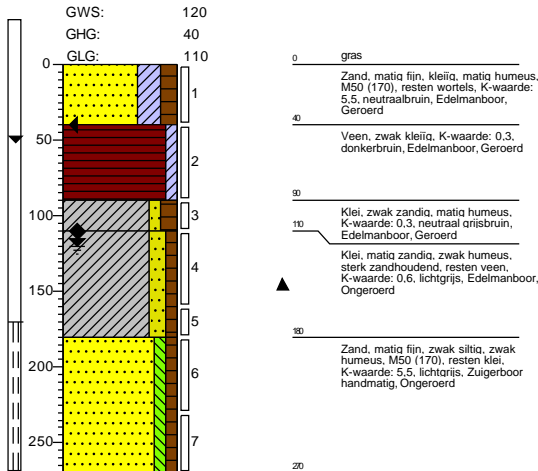 GWS: 120
GHG: 40
GLG: 110
0
50
100
150
200
250
1
2
3
4
5
6
7
0 gras
Zand, matig fijn, kleiïg, matig humeus,
M50 (170), resten wortels, K-waarde:
5,5, neutraalbruin, Edelmanboor,
Geroerd
40
Veen, zwak kleiïg, K-waarde: 0,3,
donkerbruin, Edelmanboor, Geroerd
90
Klei, zwak zandig, matig humeus,
K-waarde: 0,3, neutraal grijsbruin,
Edelmanboor, Geroerd
110
Klei, matig zandig, zwak humeus,
sterk zandhoudend, resten veen,
K-waarde: 0,6, lichtgrijs, Edelmanboor,
Ongeroerd
180
Zand, matig fijn, zwak siltig, zwak
humeus, M50 (170), resten klei,
K-waarde: 5,5, lichtgrijs, Zuigerboor
handmatig, Ongeroerd
270